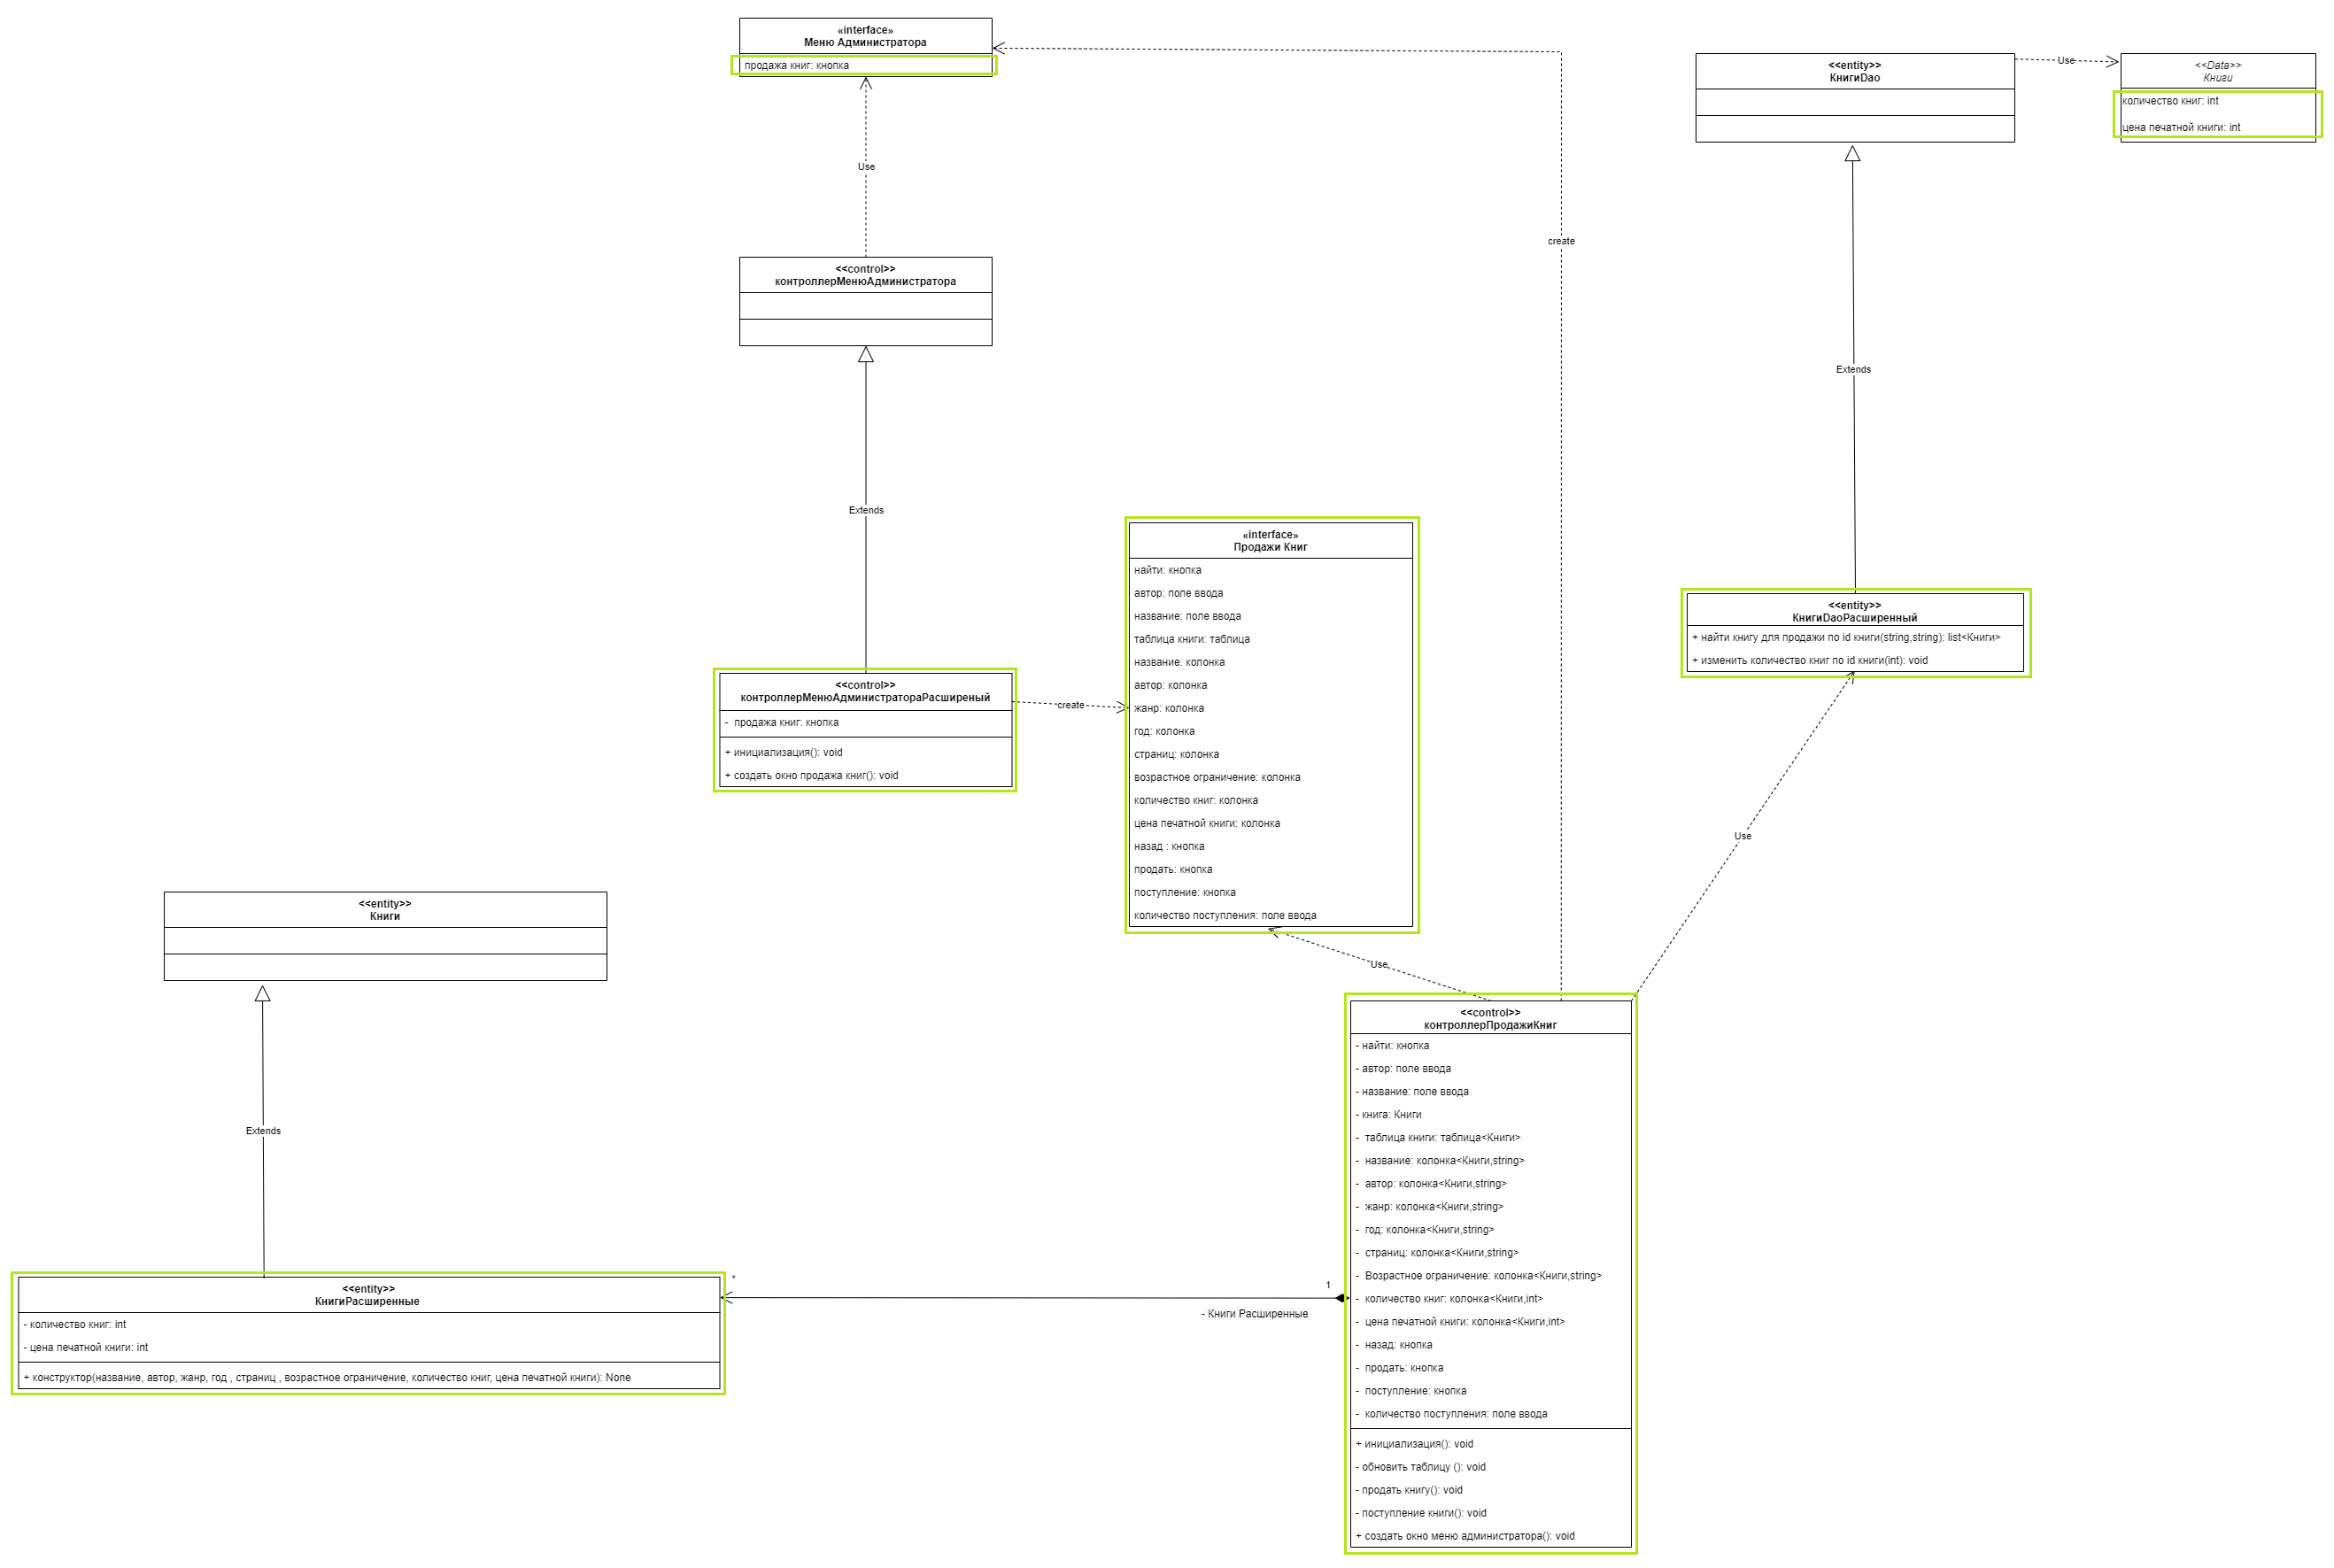 «interface»
Меню Администратора
продажа книг: кнопка
Use
<<control>>
контроллерМенюАдминистратора
Extends
<<control>>
контроллерМенюАдминистратораРасширеный
-  продажа книг: кнопка
+ инициализация(): void
+ создать окно продажа книг(): void
create
create
<<entity>>
КнигиDao
Use
<<Data>>
Книги
количество книг: int
цена печатной книги: int
Extends
<<entity>>
КнигиDaoРасширенный
+ найти книгу для продажи по id книги(string,string): list<Книги>
+ изменить количество книг по id книги(int): void
Use
«interface»
Продажи Книг
найти: кнопка
автор: поле ввода
название: поле ввода
таблица книги: таблица
название: колонка
автор: колонка
жанр: колонка
год: колонка
страниц: колонка
возрастное ограничение: колонка
количество книг: колонка
цена печатной книги: колонка
назад : кнопка
продать: кнопка
поступление: кнопка
количество поступления: поле ввода
Use
<<entity>>
Книги
Extends
<<entity>>
КнигиРасширенные
- количество книг: int
- цена печатной книги: int
+ конструктор(название, автор, жанр, год , страниц , возрастное ограничение, количество книг, цена печатной книги): None
*
1
- Книги Расширенные
<<control>>
контроллерПродажиКниг
- найти: кнопка
- автор: поле ввода
- название: поле ввода
- книга: Книги
-  таблица книги: таблица<Книги>
-  название: колонка<Книги,string>
-  автор: колонка<Книги,string>
-  жанр: колонка<Книги,string>
-  год: колонка<Книги,string>
-  страниц: колонка<Книги,string>
-  Возрастное ограничение: колонка<Книги,string>
-  количество книг: колонка<Книги,int>
-  цена печатной книги: колонка<Книги,int>
-  назад: кнопка
-  продать: кнопка
-  поступление: кнопка
-  количество поступления: поле ввода
+ инициализация(): void
- обновить таблицу (): void
- продать книгу(): void
- поступление книги(): void
+ создать окно меню администратора(): void